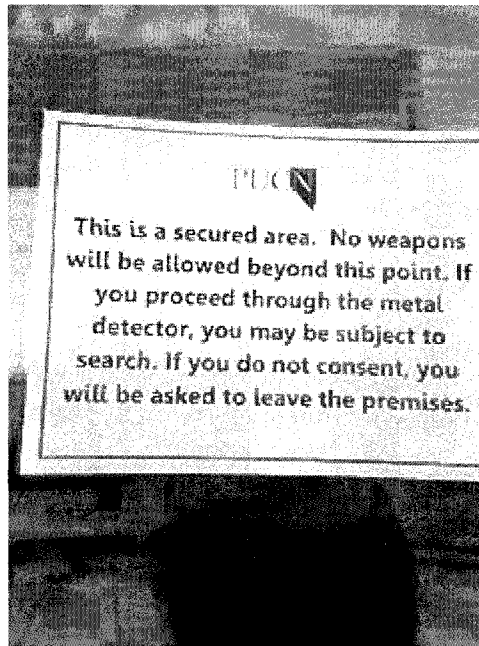 PUCN
This is a secured area. No weapons
will be allowed beyond this point. If
you proceed through the metal
detector, you may be subject to
search. If you do not consent, you
will be asked to leave the premises.